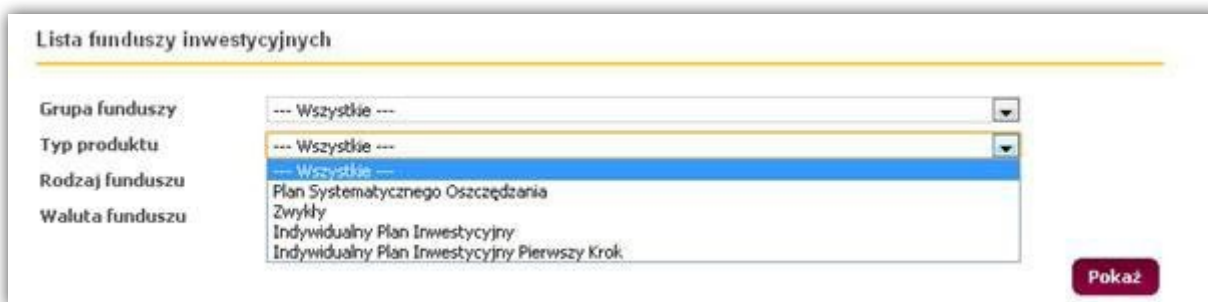 Lista funduszy inwestycyjnych
Grupa funduszy
--- Wszystkie ---
Typ produktu
--- Wszystkie ---
--- Wszystkie ---
Plan Systematycznego Oszczędzania
Rodzaj funduszu
Zwykły
Waluta funduszu
Indywidualny Plan Inwestycyjny
Indywidualny Plan Inwestycyjny Pierwszy Krok
Pokaż